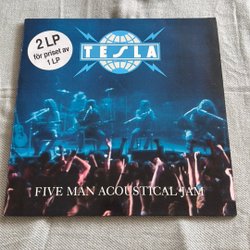 2 LP
för priset av
1 LP
TESLA
FIVE MAN ACOUSTICAL JAM